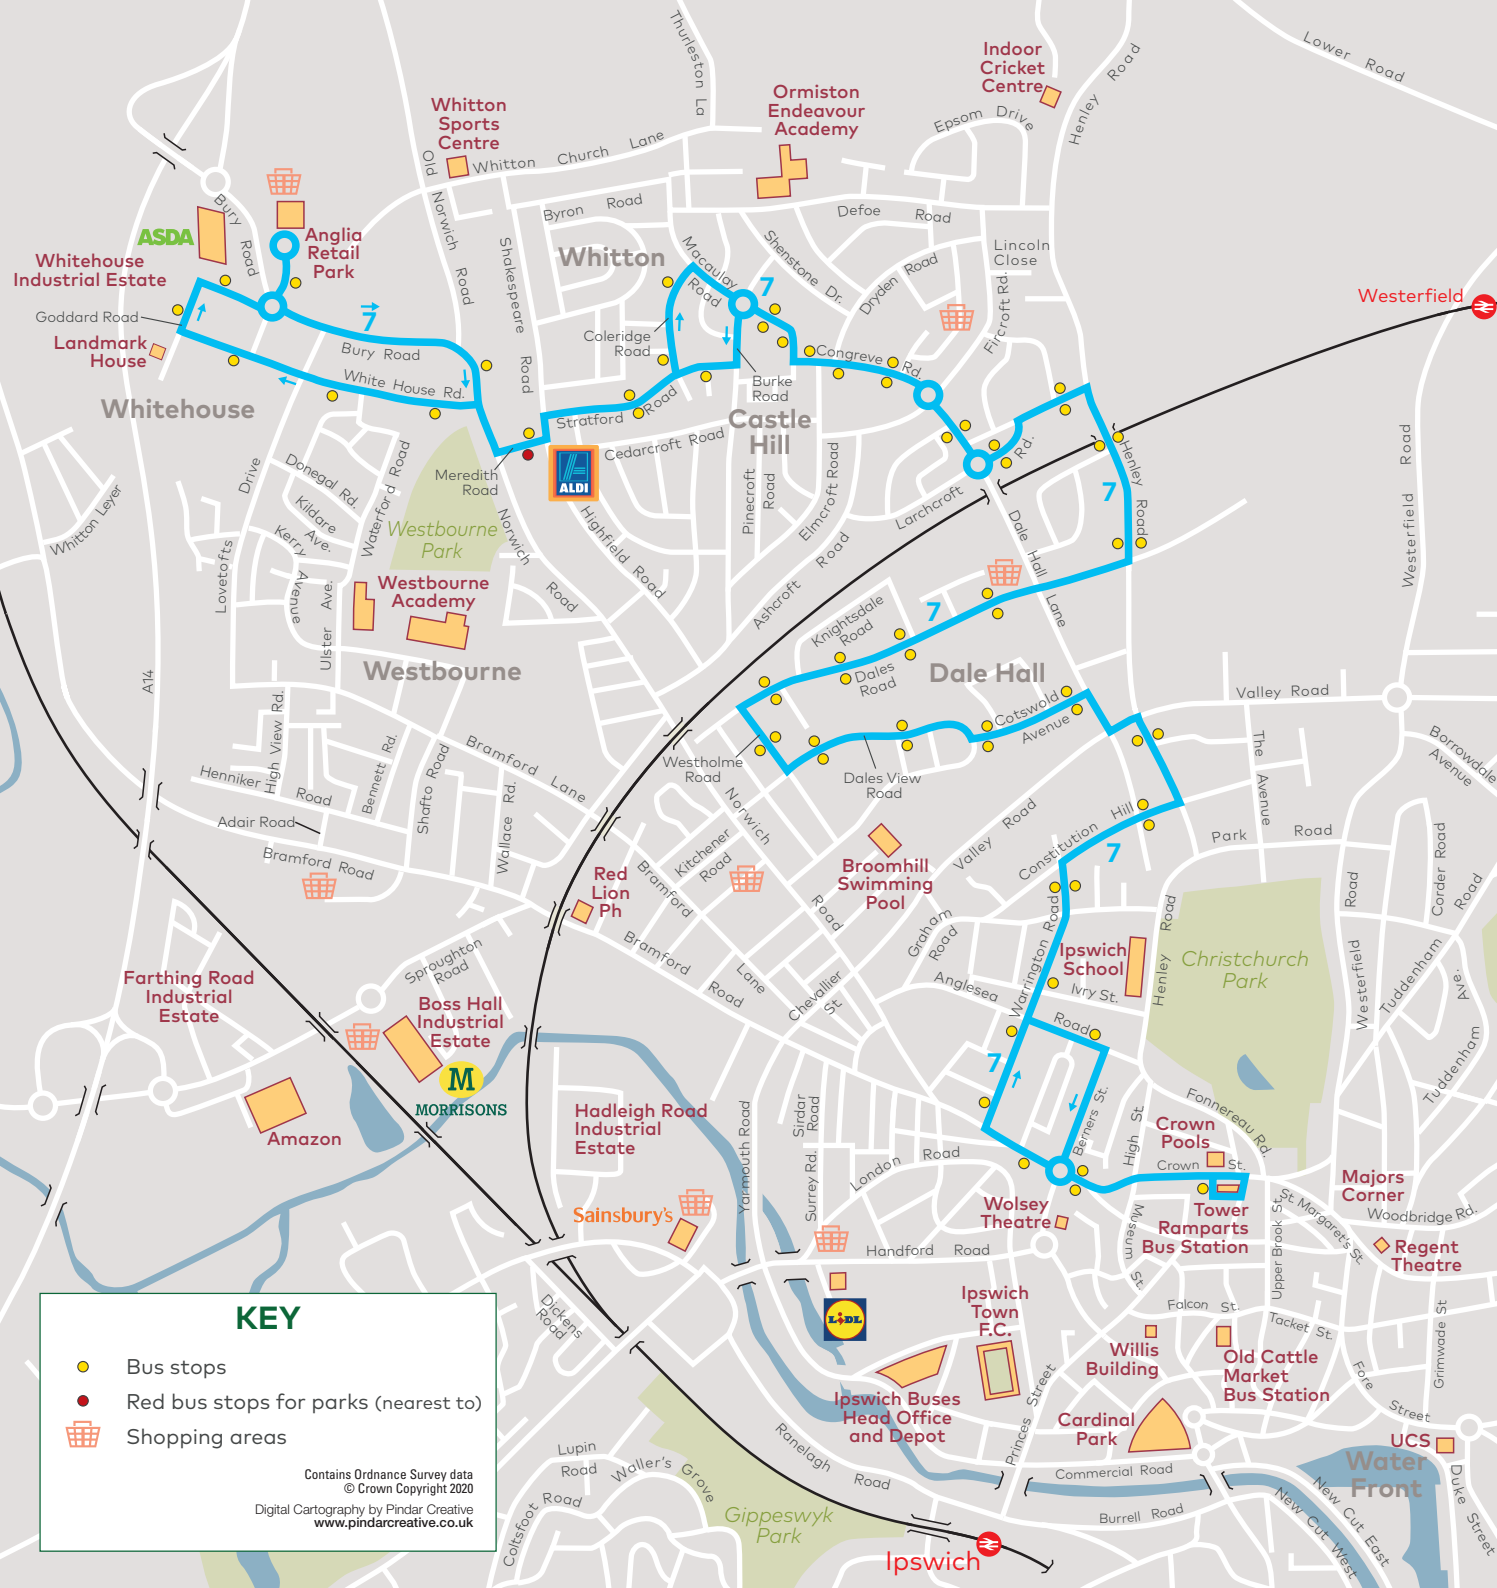 Thurleston La
Lower Road
Indoor
Cricket
Centre
Henley Road
Epsom Drive
Ormiston
Endeavour
Academy
Whitton
Sports
Centre
Whitton Church Lane
Old Norwich Road
Byron Road
Defoe Road
Bury Road
ASDA
Anglia
Retail
Park
Whitehouse
Industrial Estate
Goddard Road
Landmark
House
7
Bury Road
White House Rd.
Whitehouse
Shakespeare Road
Whitton
Macaulay
Road
7
Shenstone Dr.
Dryden Road
Lincoln
Close
Fircroft Rd.
Westerfield
Coleridge
Road
Burke
Road
Congreve Rd.
Stratford Road
Castle
Hill
Cedarcroft Road
Meredith
Road
ALDI
Westbourne
Park
Norwich Road
Highfield Road
Pinecroft
Road
Elmcroft Road
Larchcroft Rd.
Ashcroft Road
Henley Road
7
Dale Hall Lane
Westerfield Road
Whitton Leyer
Lovetofts Drive
Donegal Rd.
Kildare
Ave.
Kerry
Avenue
Waterford Road
Ulster Ave.
Westbourne
Academy
Westbourne
A14
7
Knightsdale
Road
Dales
Road
Dale Hall
Cotswold
Avenue
Westholme
Road
Dales View
Road
Valley Road
The Avenue
Borrowdale
Avenue
High View Rd.
Henniker Road
Bennett Rd.
Shafto Road
Bramford Lane
Wallace Rd.
Adair Road
Bramford Road
Norwich Road
Kitchener
Road
Bramford Lane
Red
Lion
Ph
Bramford Road
Broomhill
Swimming
Pool
Valley Road
Constitution Hill
7
Park Road
Corder Road
Road
Graham
Road
Anglesea Road
Warrington Road
Ipswich
School
Ivry St.
Henley Road
Christchurch
Park
Westerfield Road
Tuddenham Road
Tuddenham Ave.
Chevallier
St.
Sproughton
Road
Farthing Road
Industrial
Estate
Boss Hall
Industrial
Estate
M
MORRISONS
Amazon
7
Berners St.
High St.
Fonnereau Rd.
Crown
Pools
Crown St.
Hadleigh Road
Industrial
Estate
Yarmouth Road
Sirdar
Road
Surrey Rd.
London Road
Sainsbury's
Wolsey
Theatre
Tower
Ramparts
Bus Station
Museum St.
Upper Brook St.
St Margaret's St.
Majors
Corner
Woodbridge Rd.
Regent
Theatre
Handford Road
Dickens
Road
LIDL
Ipswich
Town
F.C.
Falcon St.
Tacket St.
Willis
Building
Old Cattle
Market
Bus Station
Grimwade St
Fore Street
Ipswich Buses
Head Office
and Depot
Princes Street
Cardinal
Park
UCS
Water
Front
Ranelagh Road
Commercial Road
Burrell Road
New Cut West
New Cut East
Duke Street
Lupin
Road
Waller's Grove
Coltsfoot Road
Gippeswyk
Park
Ipswich
KEY
Bus stops
Red bus stops for parks (nearest to)
Shopping areas
Contains Ordnance Survey data
© Crown Copyright 2020
Digital Cartography by Pindar Creative
www.pindarcreative.co.uk